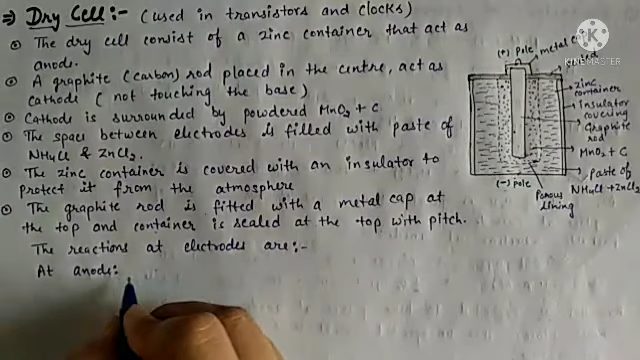 ⇒ Dry Cell:- (used in transistors and clocks)
The dry cell consist of a zinc container that act as
anode.
A graphite (carbon) rod placed in the centre, act as
cathode (not touching the base)
Cathode is surrounded by powdered MnO2 + C.
The space between electrodes is filled with paste of
NH4Cl & ZnCl2.
The zinc container is covered with an insulator to
protect it from the atmosphere
The graphite rod is fitted with a metal cap at
the top and container is sealed at the top with pitch.
The reactions at electrodes are:-
At anode:
(+) Pole
metal
KINEMASTER
zinc
container
insulator
covering
graphite
rod
MnO2 + C
Paste of
NH4Cl + ZnCl2
(-) pole
Porous
lining